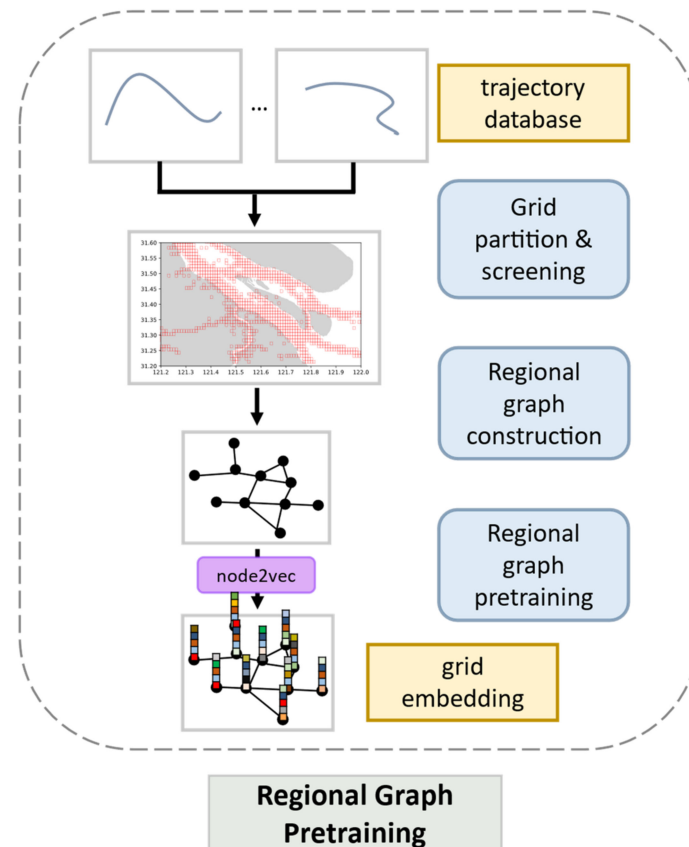 ...
trajectory
database
Grid
partition &
screening
31.60
31.55
31.50
31.45
31.40
31.35
31.30
31.25
31.20
121.2 121.3 121.4 121.5 121.6 121.7 121.8 121.9 122.0
Regional
graph
construction
Regional
graph
pretraining
node2vec
grid
embedding
Regional Graph
Pretraining